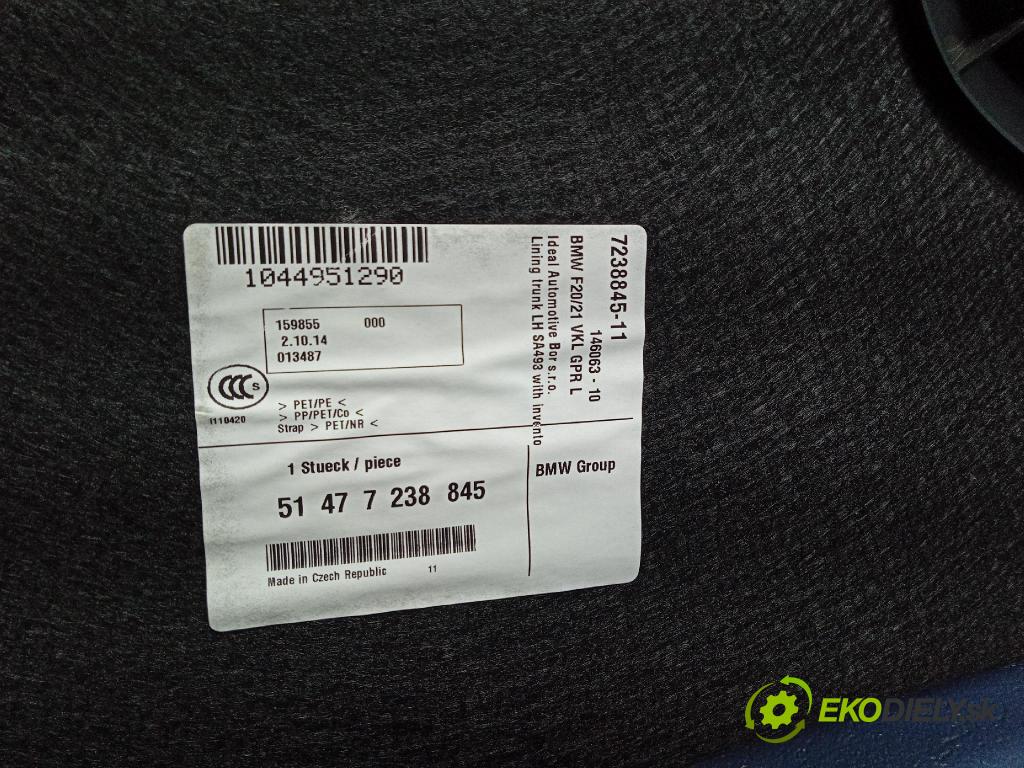 1044951290
159855 000
2.10.14
013487
CCC S
I110420
> PET/PE <
> PP/PET/Co <
Strap > PET/NR <
7238845-11
146063 - 10
BMW F20/21 VKL GPR L
Ideal Automotive Bor s.r.o.
Lining trunk LH SA493 with invento
1 Stueck / piece
51 47 7 238 845
Made in Czech Republic 11
BMW Group
EKODIELY.sk